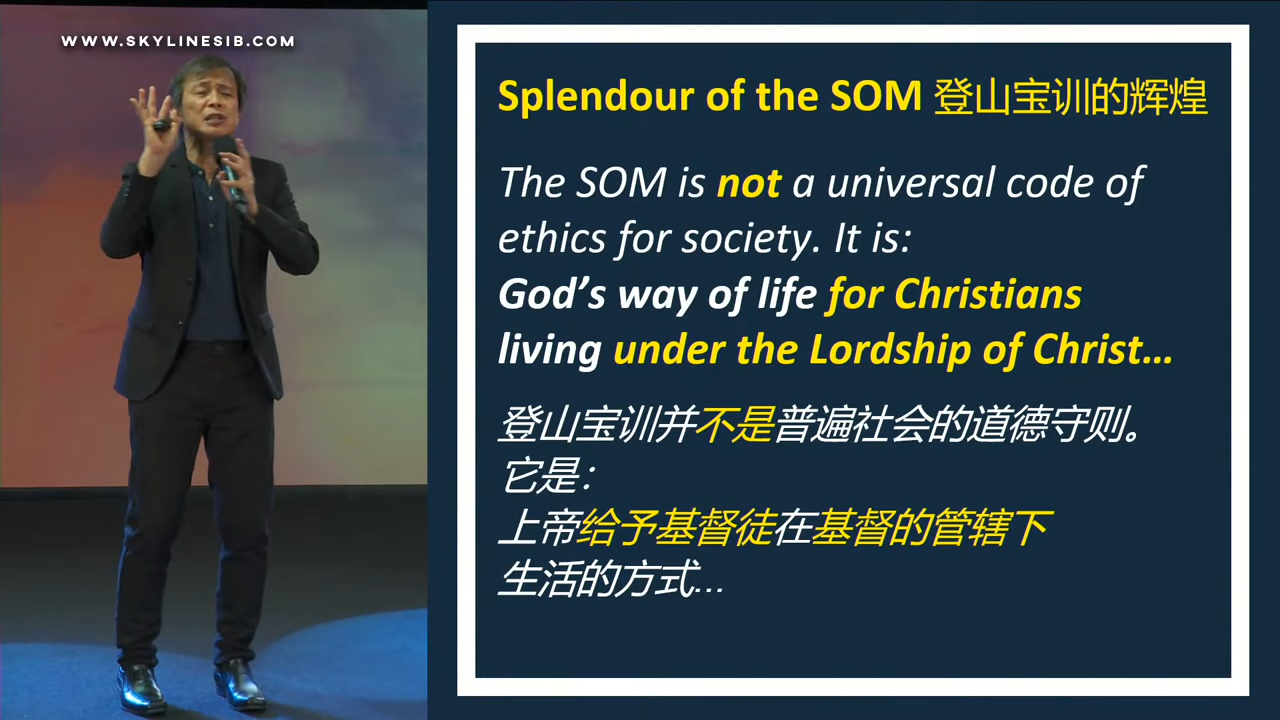 WWW.SKYLINESIB.COM
Splendour of the SOM 登山宝训的辉煌
The SOM is not a universal code of
ethics for society. It is:
God’s way of life for Christians
living under the Lordship of Christ…
登山宝训并不是普遍社会的道德守则。
它是：
上帝给予基督徒在基督的管辖下
生活的方式…